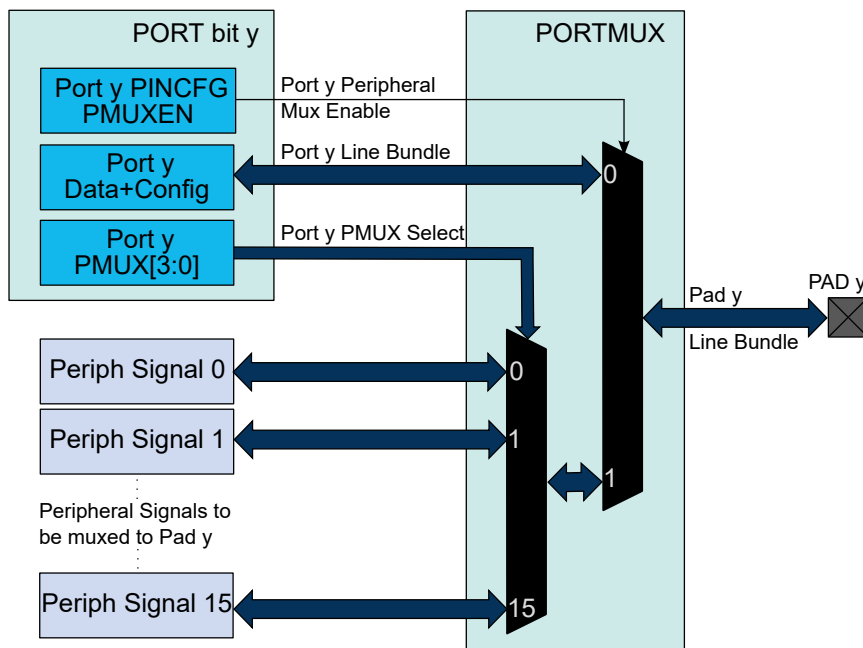 PORT bit y
PORTMUX
Port y PINCFG
PMUXEN
Port y Peripheral
Mux Enable
Port y
Data+Config
Port y Line Bundle
0
Port y
PMUX[3:0]
Port y PMUX Select
Pad y
Line Bundle
PAD y
Periph Signal 0
0
Periph Signal 1
1
1
Peripheral Signals to
be muxed to Pad y
Periph Signal 15
15